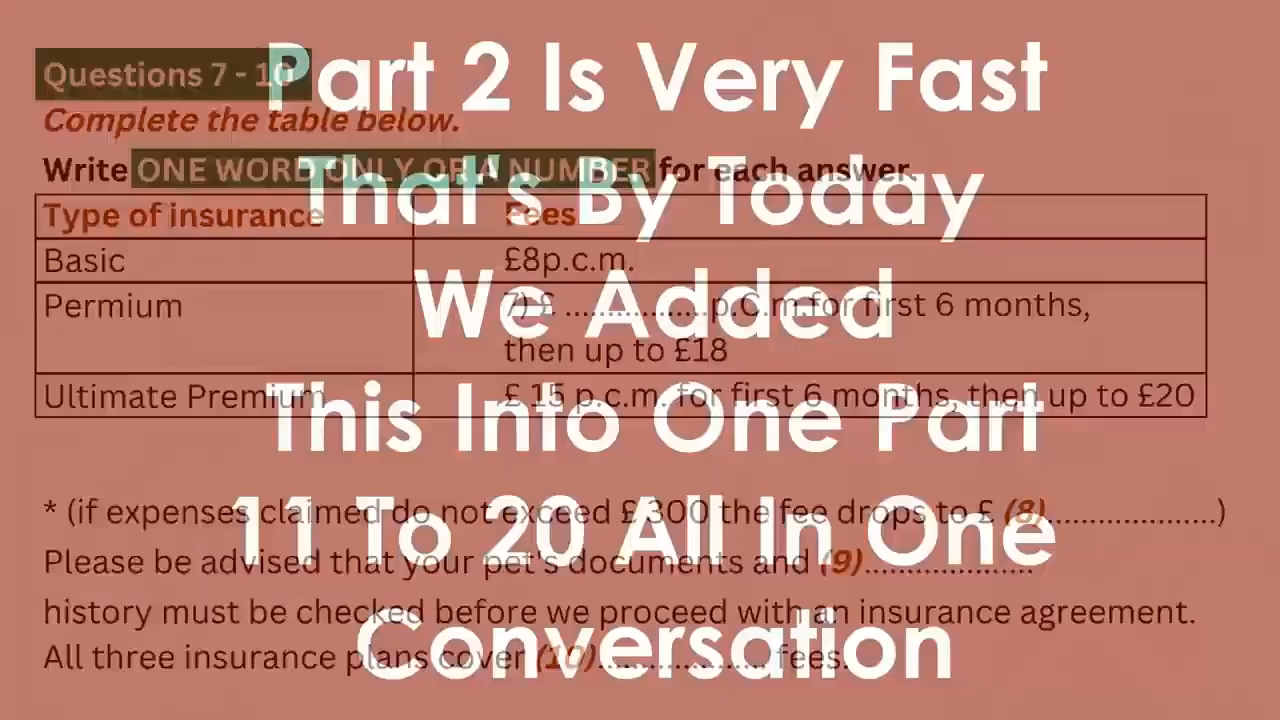 Part 2 Is Very Fast
That's By Today
We Added
This Into One Part
11 To 20 All In One
Conversation
Questions 7 - 10
Complete the table below.
Write ONE WORD ONLY OR A NUMBER for each answer.
Type of insurance Fees
Basic £8p.c.m.
Permium 7) £ ..................p.C.m.for first 6 months,
then up to £18
Ultimate Premium £ 15 p.c.m. for first 6 months, then up to £20
* (if expenses claimed do not exceed £ 300 the fee drops to £ (8)....................)
Please be advised that your pet's documents and (9)....................
history must be checked before we proceed with an insurance agreement.
All three insurance plans cover (10).................... fees.